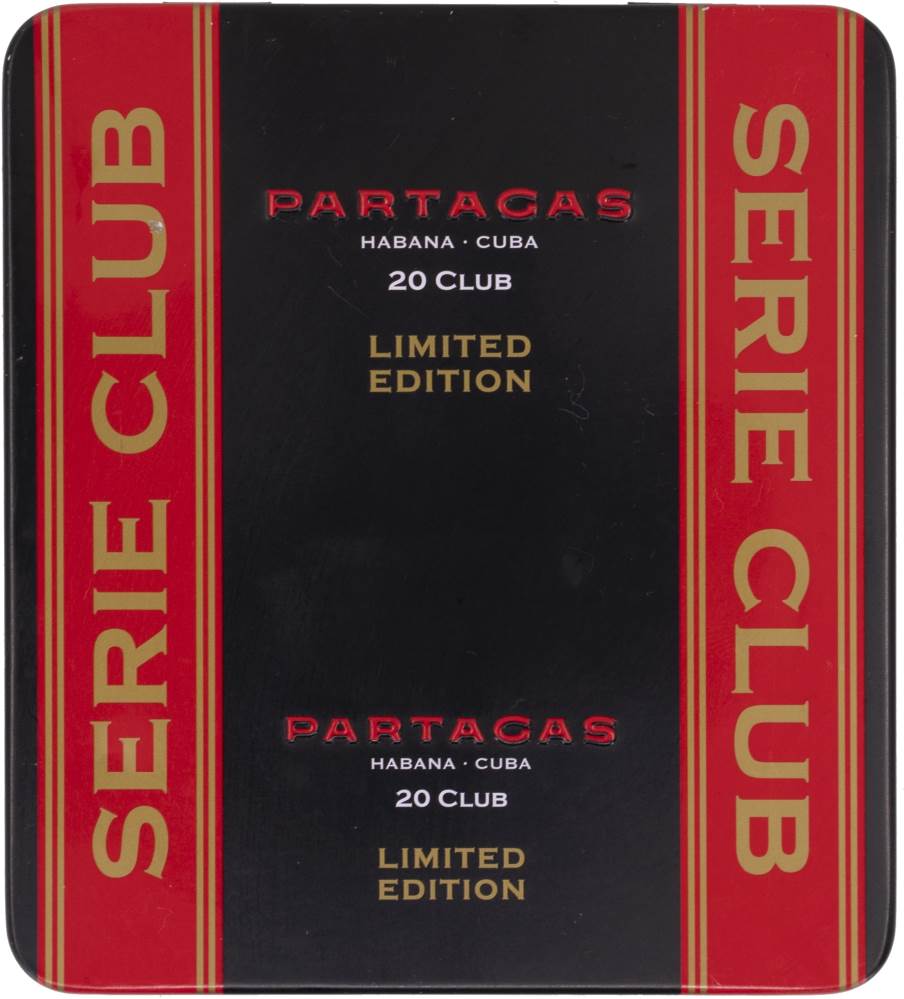 SERIE CLUB
PARTAGAS
HABANA · CUBA
20 CLUB
LIMITED
EDITION
PARTAGAS
HABANA · CUBA
20 CLUB
LIMITED
EDITION
SERIE CLUB